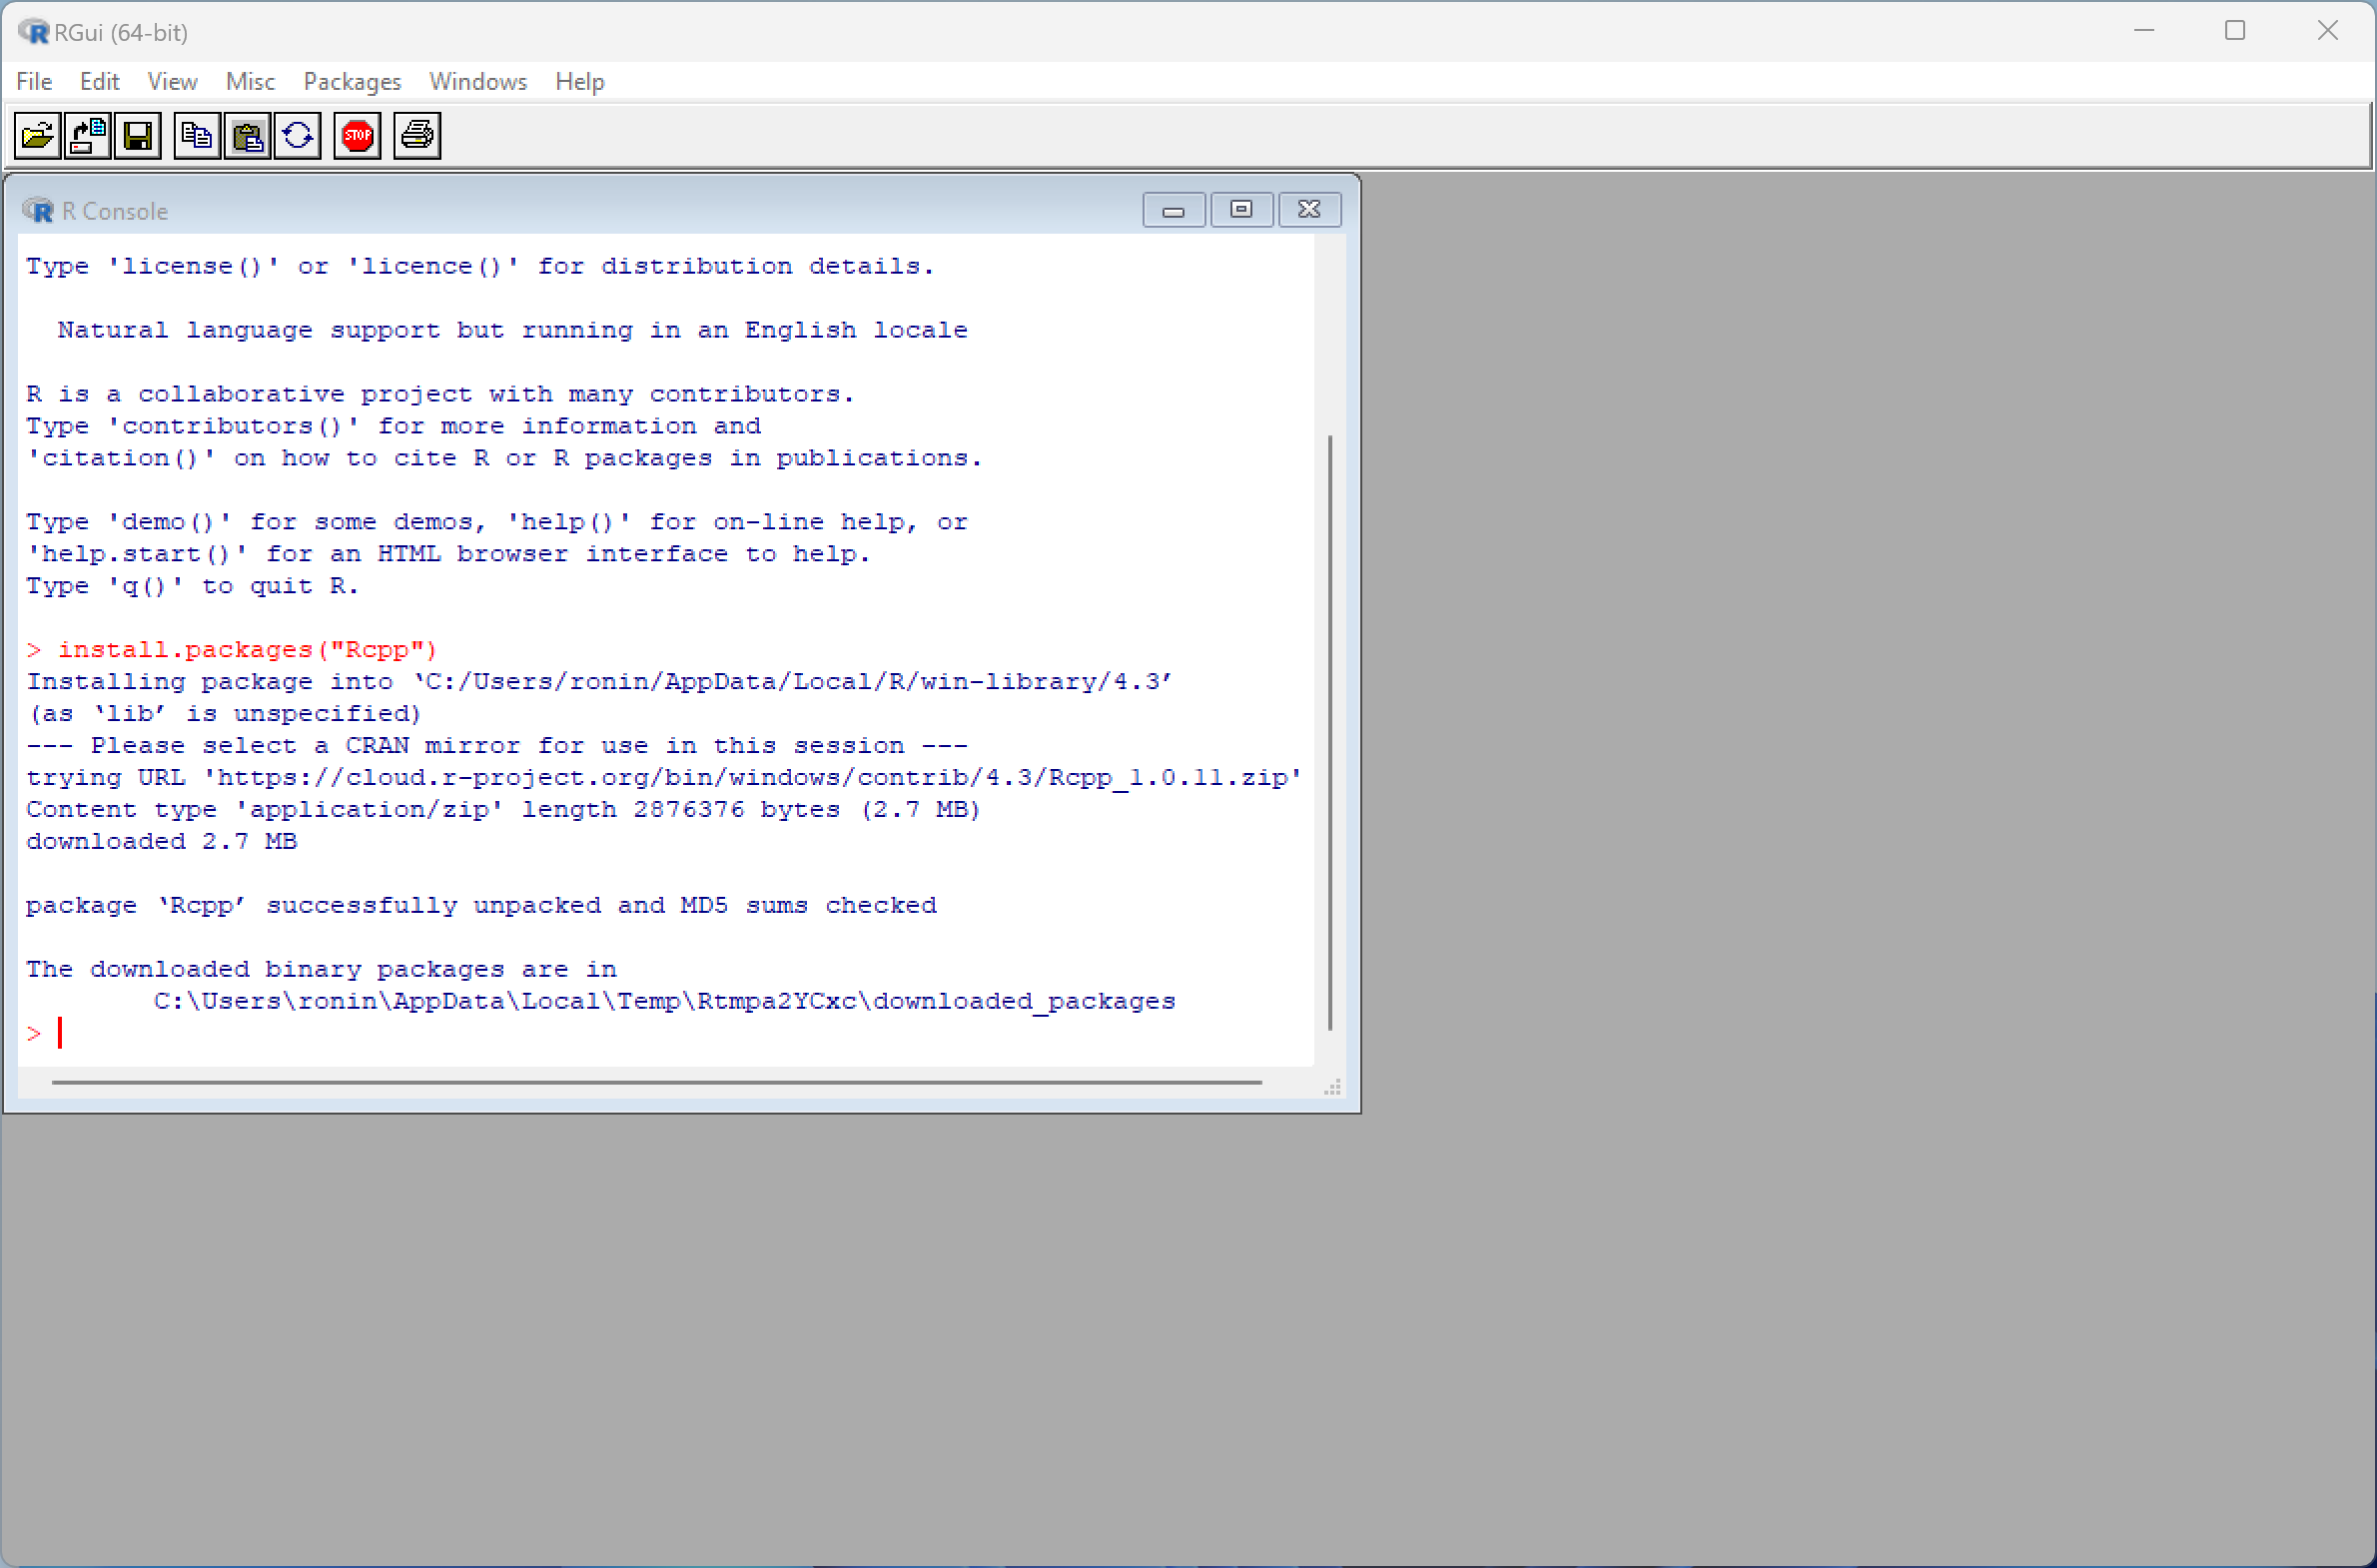 RGui (64-bit)
File Edit View Misc Packages Windows Help
STOP
R Console
Type 'license()' or 'licence()' for distribution details.
Natural language support but running in an English locale
R is a collaborative project with many contributors.
Type 'contributors()' for more information and
'citation()' on how to cite R or R packages in publications.
Type 'demo()' for some demos, 'help()' for on-line help, or
'help.start()' for an HTML browser interface to help.
Type 'q()' to quit R.
> install.packages("Rcpp")
Installing package into ‘C:/Users/ronin/AppData/Local/R/win-library/4.3’
(as ‘lib’ is unspecified)
--- Please select a CRAN mirror for use in this session ---
trying URL 'https://cloud.r-project.org/bin/windows/contrib/4.3/Rcpp_1.0.11.zip'
Content type 'application/zip' length 2876376 bytes (2.7 MB)
downloaded 2.7 MB
package ‘Rcpp’ successfully unpacked and MD5 sums checked
The downloaded binary packages are in
C:\Users\ronin\AppData\Local\Temp\Rtmpa2YCxc\downloaded_packages
>